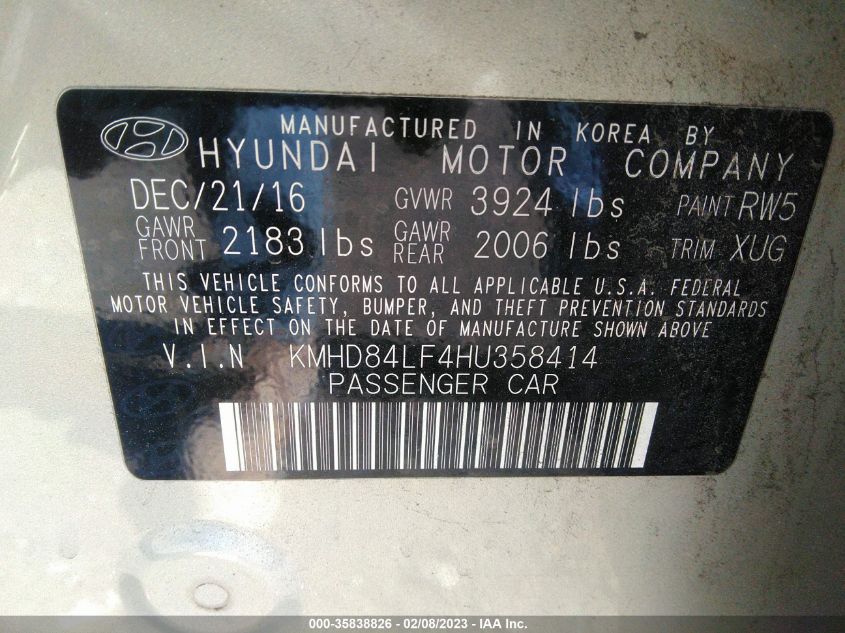 MANUFACTURED IN KOREA BY
HYUNDAI MOTOR COMPANY
DEC/21/16 GVWR 3924 lbs PAINT RW5
GAWR FRONT 2183 lbs GAWR REAR 2006 lbs TRIM XUG
THIS VEHICLE CONFORMS TO ALL APPLICABLE U.S.A. FEDERAL
MOTOR VEHICLE SAFETY, BUMPER, AND THEFT PREVENTION STANDARDS
IN EFFECT ON THE DATE OF MANUFACTURE SHOWN ABOVE
V.I.N KMHD84LF4HU358414
PASSENGER CAR
000-35838826 - 02/08/2023 - IAA Inc.